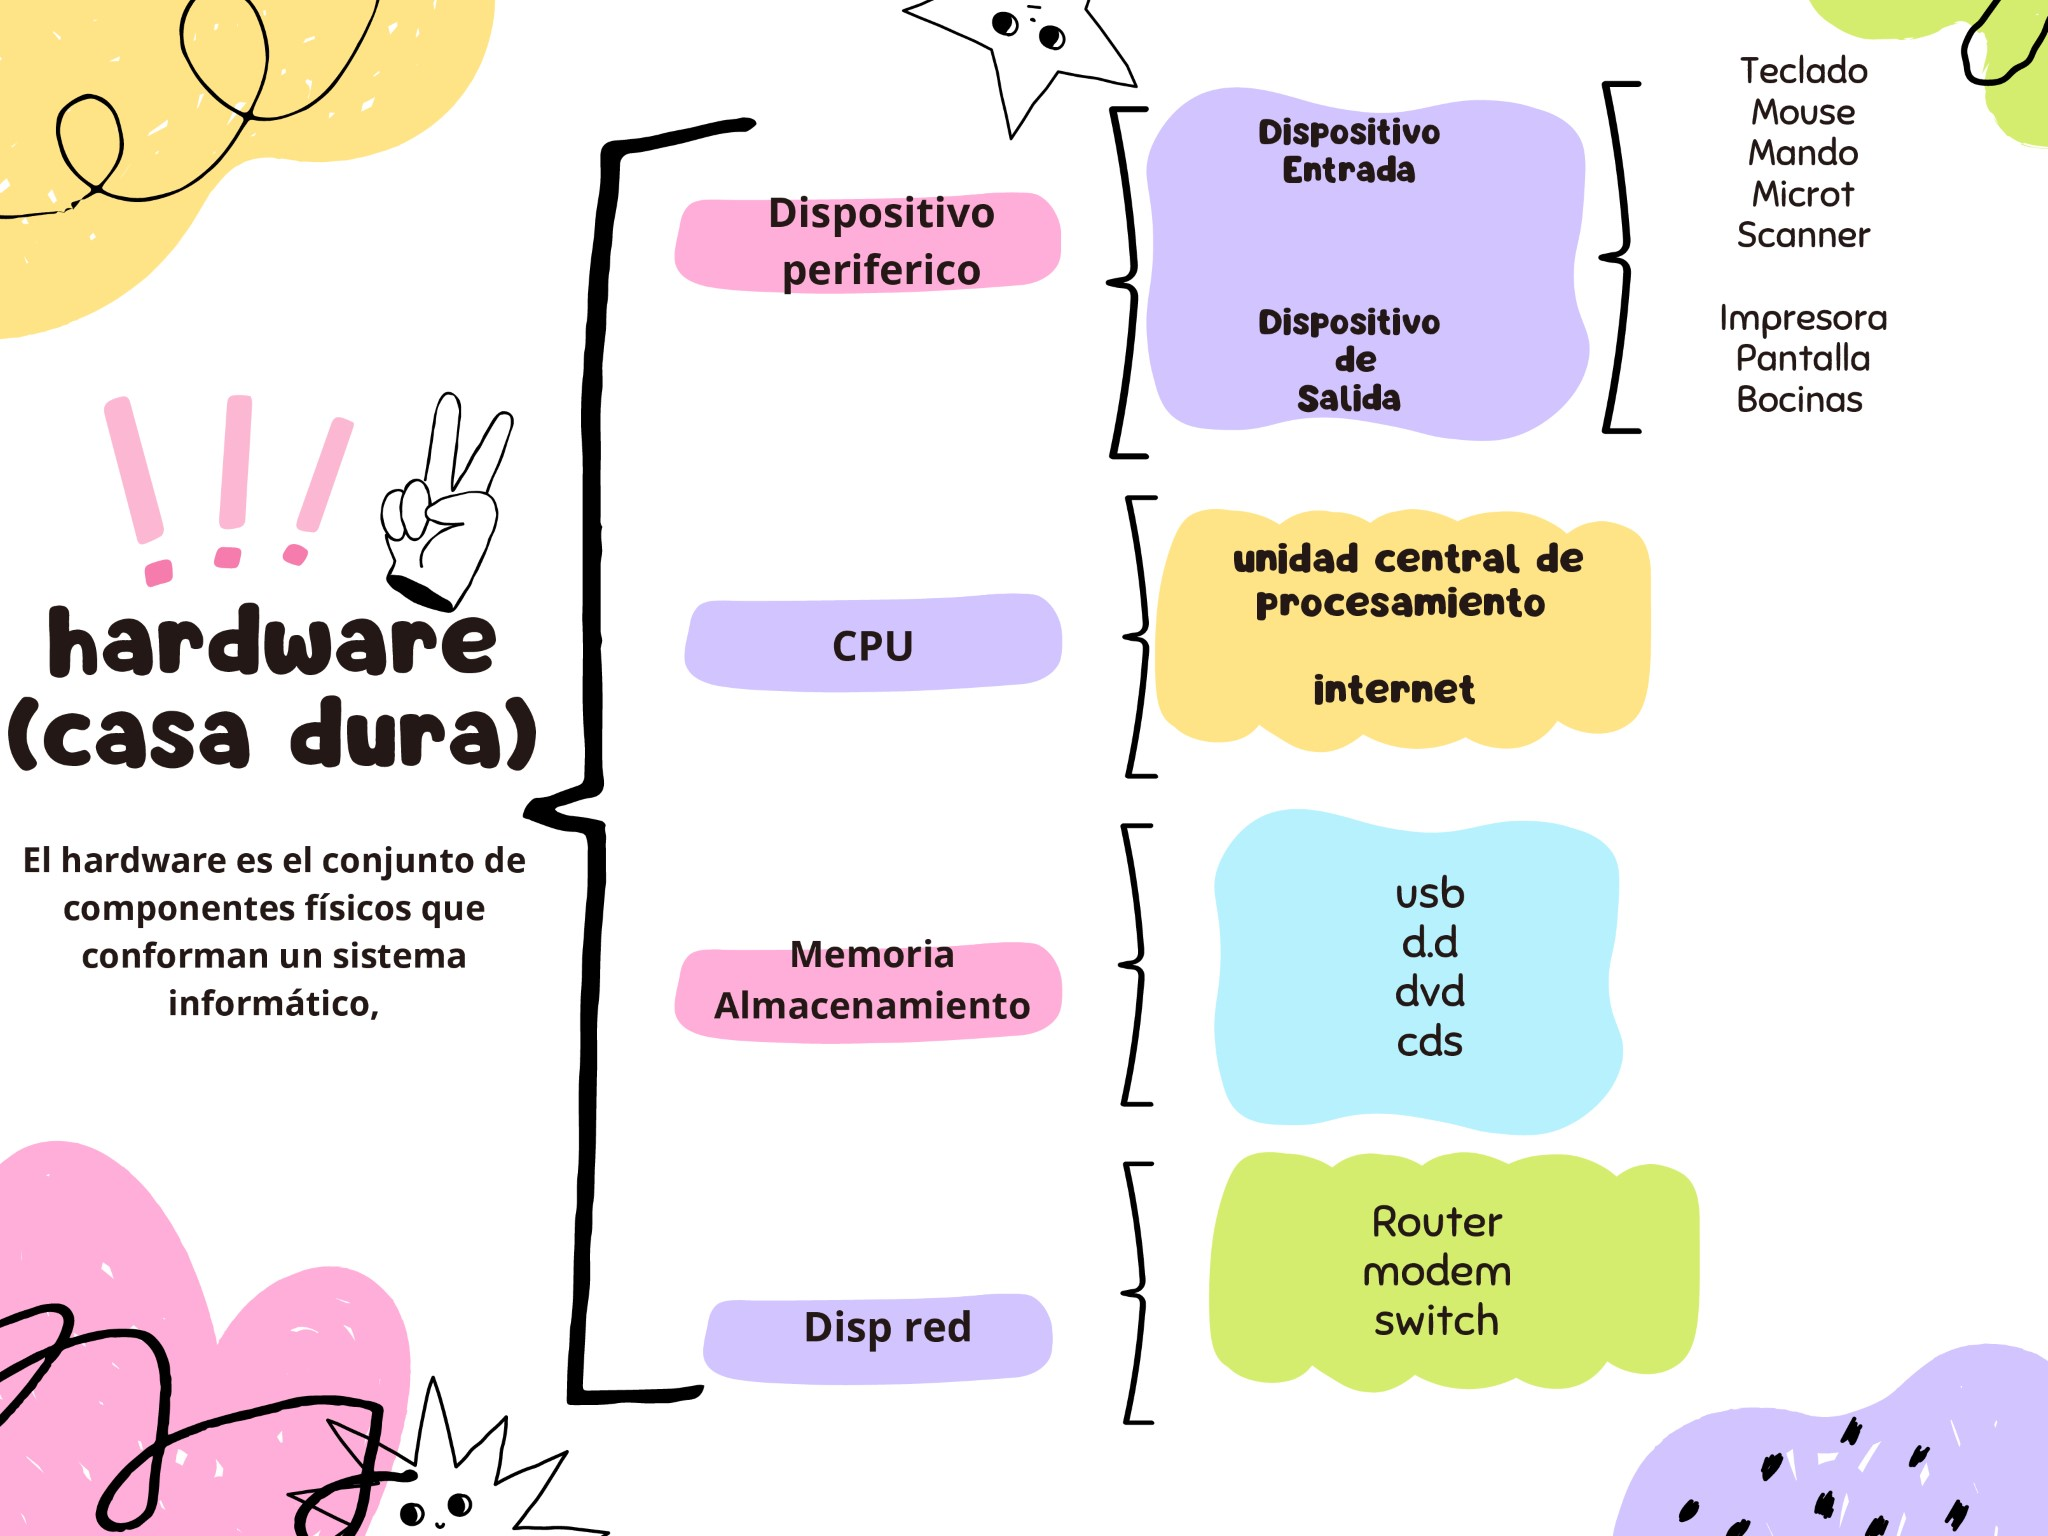 hardware
(casa dura)
El hardware es el conjunto de
componentes físicos que
conforman un sistema
informático,
Dispositivo
periferico
Dispositivo
Entrada
Dispositivo
de
Salida
Teclado
Mouse
Mando
Microt
Scanner
Impresora
Pantalla
Bocinas
CPU
unidad central de
procesamiento
internet
Memoria
Almacenamiento
usb
d.d
dvd
cds
Disp red
Router
modem
switch